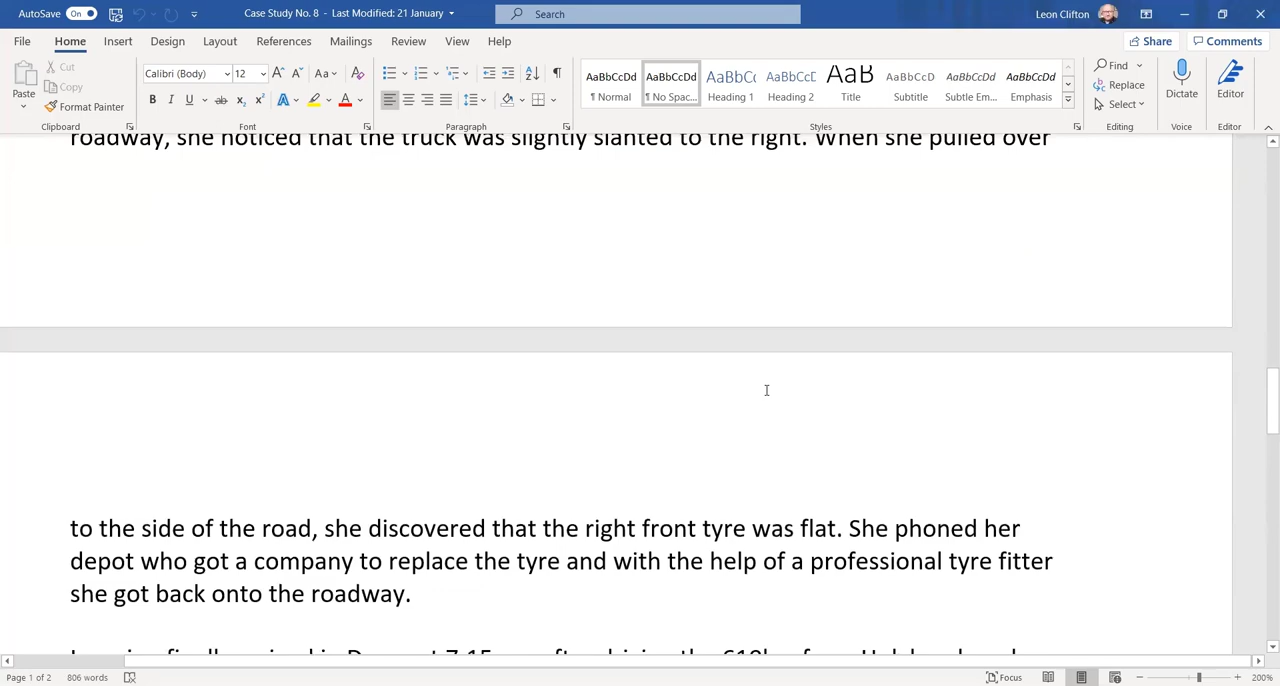 AutoSave On Case Study No. 8 - Last Modified: 21 January Search Leon Clifton
File Home Insert Design Layout References Mailings Review View Help Share Comments
Paste Cut Copy Format Painter Clipboard
Calibri (Body) 12 Font
Paragraph
AaBbCcDd ¶ Normal AaBbCcDd ¶ No Spac... AaBbCc Heading 1 AaBbCcE Heading 2 AaB Title AaBbCcD Subtitle AaBbCcDd Subtle Em... AaBbCcDd Emphasis Styles
Find Replace Select Editing
Dictate Voice
Editor Editor
roadway, she noticed that the truck was slightly slanted to the right. When she pulled over
to the side of the road, she discovered that the right front tyre was flat. She phoned her
depot who got a company to replace the tyre and with the help of a professional tyre fitter
she got back onto the roadway.
Page 1 of 2 806 words Focus 200%